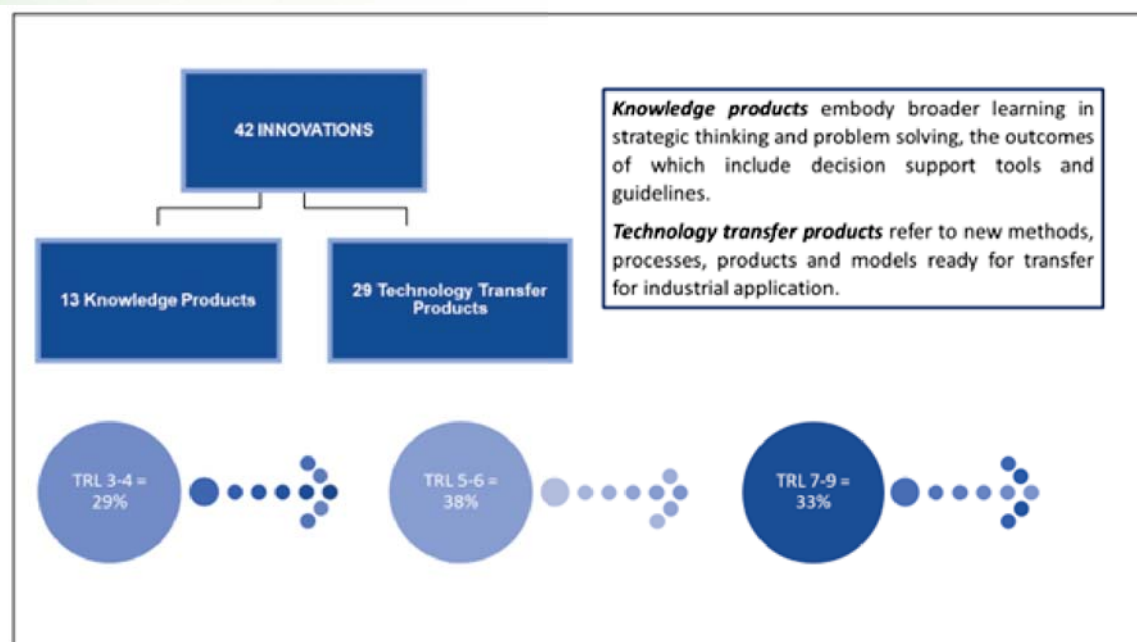 42 INNOVATIONS
13 Knowledge Products
29 Technology Transfer
Products
Knowledge products embody broader learning in
strategic thinking and problem solving, the outcomes
of which include decision support tools and
guidelines.
Technology transfer products refer to new methods,
processes, products and models ready for transfer
for industrial application.
TRL 3-4 =
29%
TRL 5-6 =
38%
TRL 7-9 =
33%